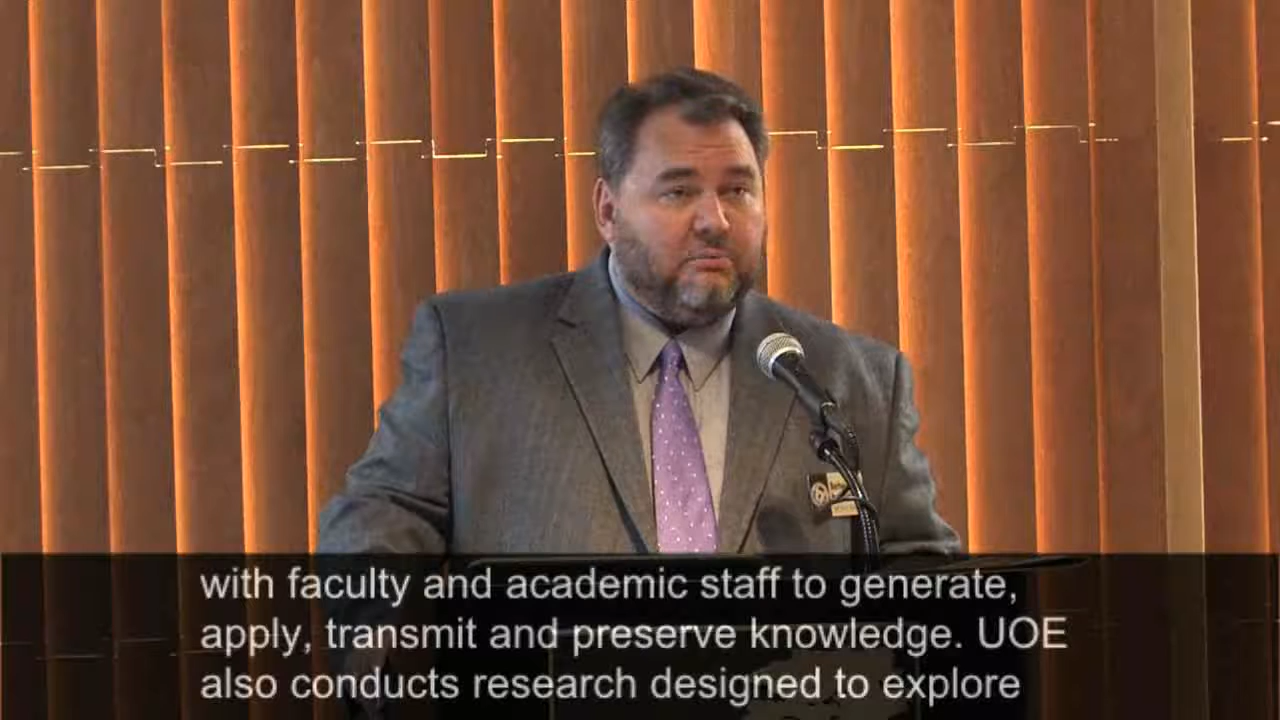 with faculty and academic staff to generate,
apply, transmit and preserve knowledge. UOE
also conducts research designed to explore